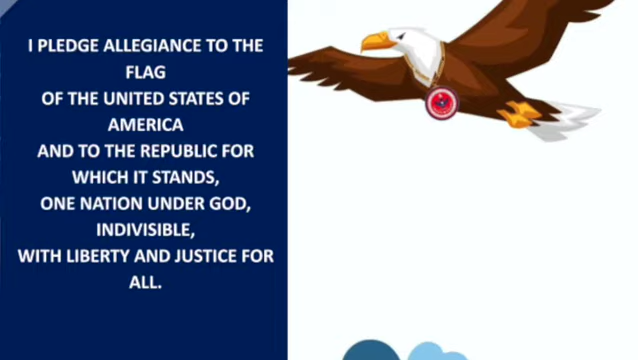 I PLEDGE ALLEGIANCE TO THE
FLAG
OF THE UNITED STATES OF
AMERICA
AND TO THE REPUBLIC FOR
WHICH IT STANDS,
ONE NATION UNDER GOD,
INDIVISIBLE,
WITH LIBERTY AND JUSTICE FOR
ALL.